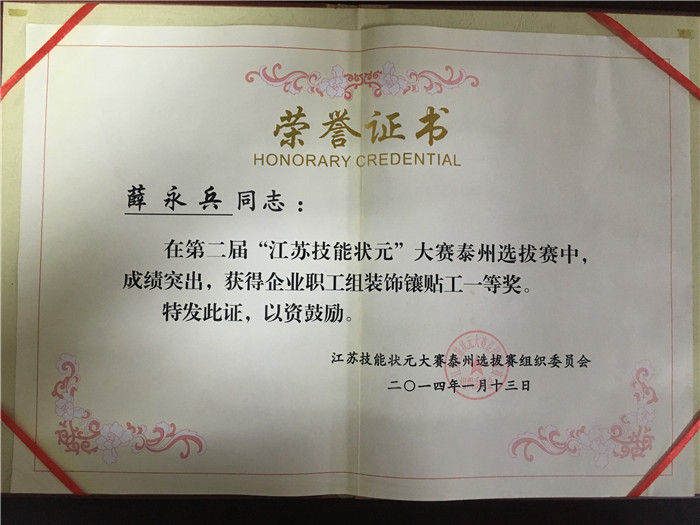 荣誉证书
HONORARY CREDENTIAL
薛永兵同志：
在第二届“江苏技能状元”大赛泰州选拔赛中，
成绩突出，获得企业职工组装饰镶贴工一等奖。
特发此证，以资鼓励。
江苏技能状元大赛泰州选拔赛组织委员会
二〇一四年一月十三日